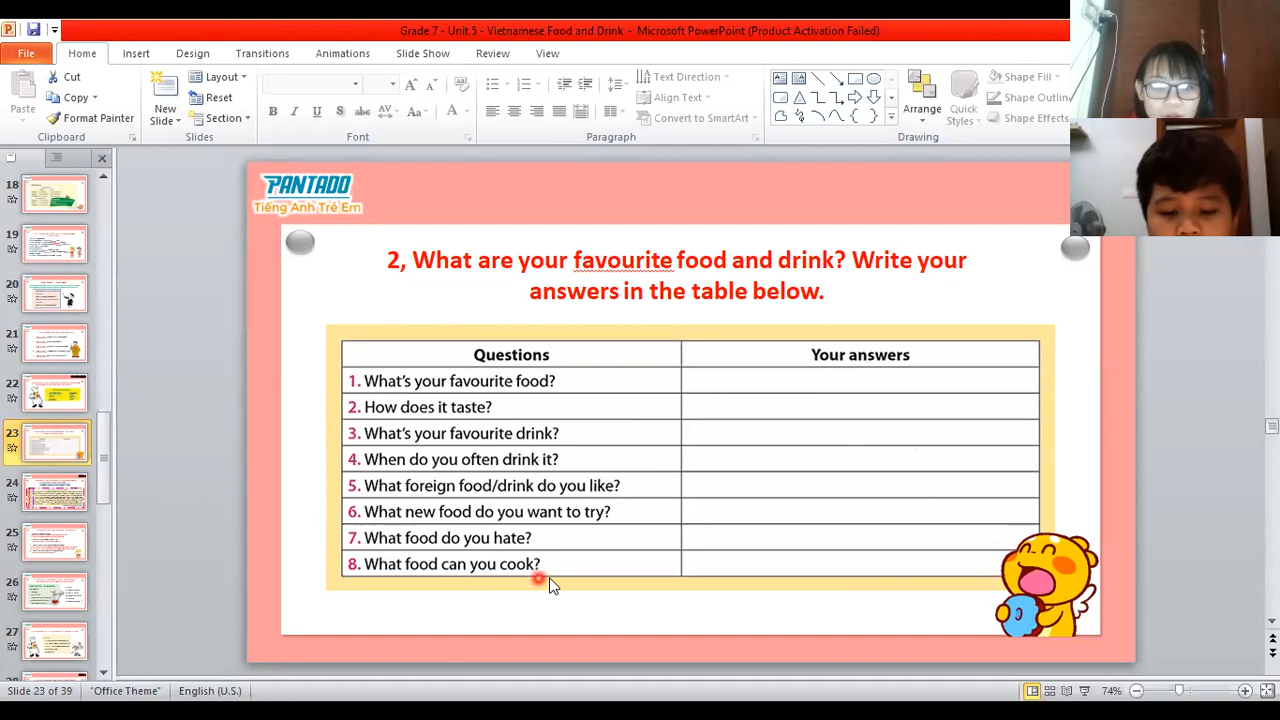 Grade 7 - Unit 5 - Vietnamese Food and Drink - Microsoft PowerPoint (Product Activation Failed)
File Home Insert Design Transitions Animations Slide Show Review View
Cut
Copy
Format Painter
Paste
Clipboard
New Slide
Layout
Reset
Section
Slides
Font
Text Direction
Align Text
Convert to SmartArt
Paragraph
Arrange
Quick Styles
Shape Fill
Shape Outlin
Shape Effects
Drawing
PANTADO
Tiếng Anh Trẻ Em
2, What are your favourite food and drink? Write your
answers in the table below.
Questions Your answers
1. What's your favourite food?
2. How does it taste?
3. What's your favourite drink?
4. When do you often drink it?
5. What foreign food/drink do you like?
6. What new food do you want to try?
7. What food do you hate?
8. What food can you cook?
18
19
20
21
22
23
24
25
26
27
Slide 23 of 39 "Office Theme" English (U.S.) 74%